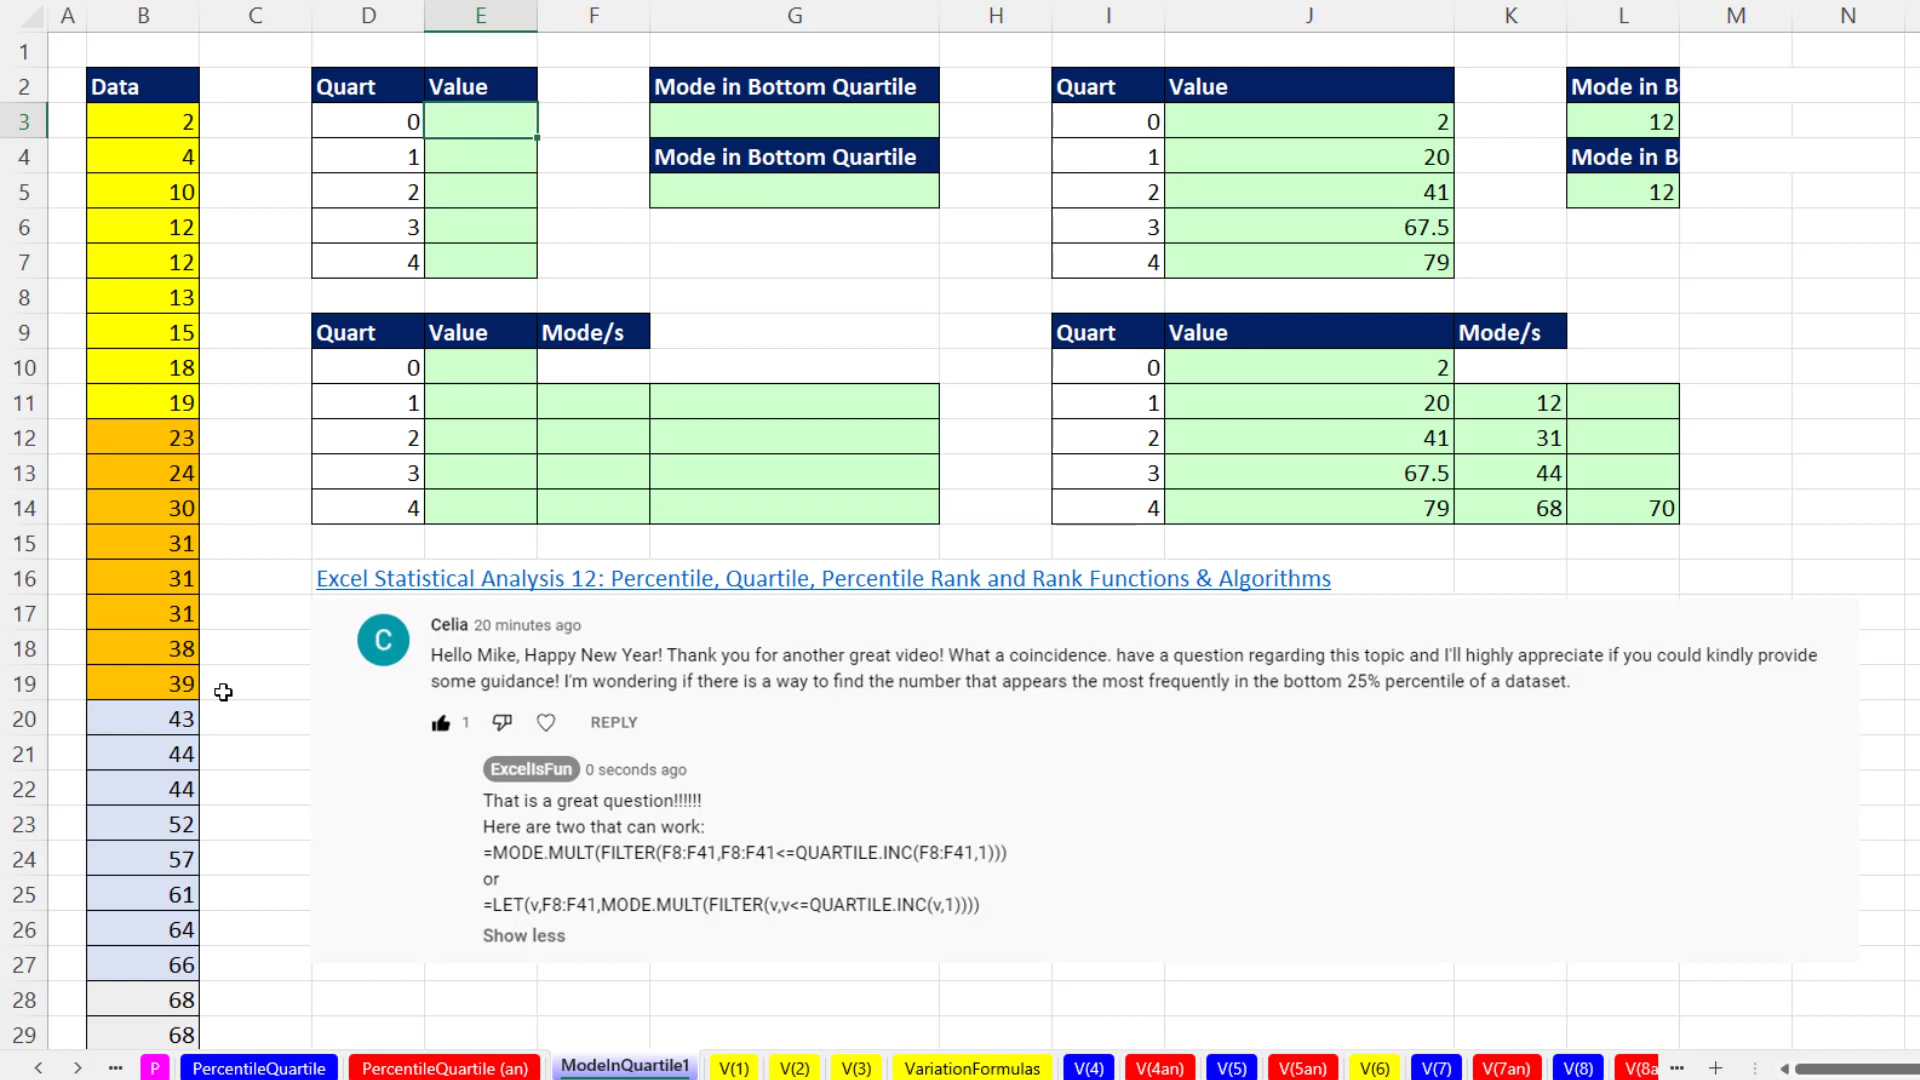 A B C D E F G H I J K L M N
1
2 Data Quart Value Mode in Bottom Quartile Quart Value Mode in B
3 2 0 0 2 12
4 4 1 Mode in Bottom Quartile 1 20 Mode in B
5 10 2 2 41 12
6 12 3 3 67.5
7 12 4 4 79
8 13
9 15 Quart Value Mode/s Quart Value Mode/s
10 18 0 0 2
11 19 1 1 20 12
12 23 2 2 41 31
13 24 3 3 67.5 44
14 30 4 4 79 68 70
15 31
16 31 Excel Statistical Analysis 12: Percentile, Quartile, Percentile Rank and Rank Functions & Algorithms
17 31 C Celia 20 minutes ago
18 38 Hello Mike, Happy New Year! Thank you for another great video! What a coincidence. have a question regarding this topic and I'll highly appreciate if you could kindly provide
19 39 some guidance! I'm wondering if there is a way to find the number that appears the most frequently in the bottom 25% percentile of a dataset.
20 43 1 REPLY
21 44 ExcelIsFun 0 seconds ago
22 44 That is a great question!!!!!!
23 52 Here are two that can work:
24 57 =MODE.MULT(FILTER(F8:F41,F8:F41<=QUARTILE.INC(F8:F41,1)))
25 61 or
26 64 =LET(v,F8:F41,MODE.MULT(FILTER(v,v<=QUARTILE.INC(v,1))))
27 66 Show less
28 68
29 68
P PercentileQuartile PercentileQuartile (an) ModeInQuartile1 V(1) V(2) V(3) VariationFormulas V(4) V(4an) V(5) V(5an) V(6) V(7) V(7an) V(8) V(8a